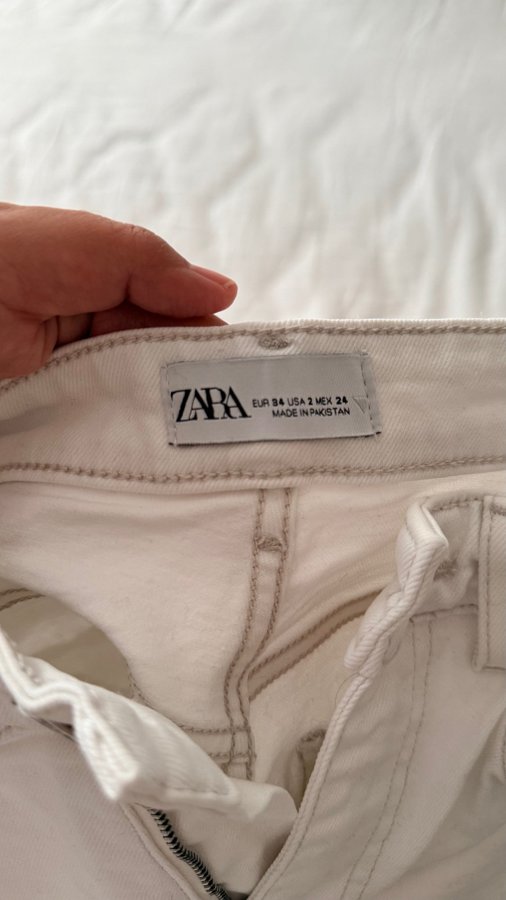 ZARA
EUR 34 USA 2 MEX 24
MADE IN PAKISTAN